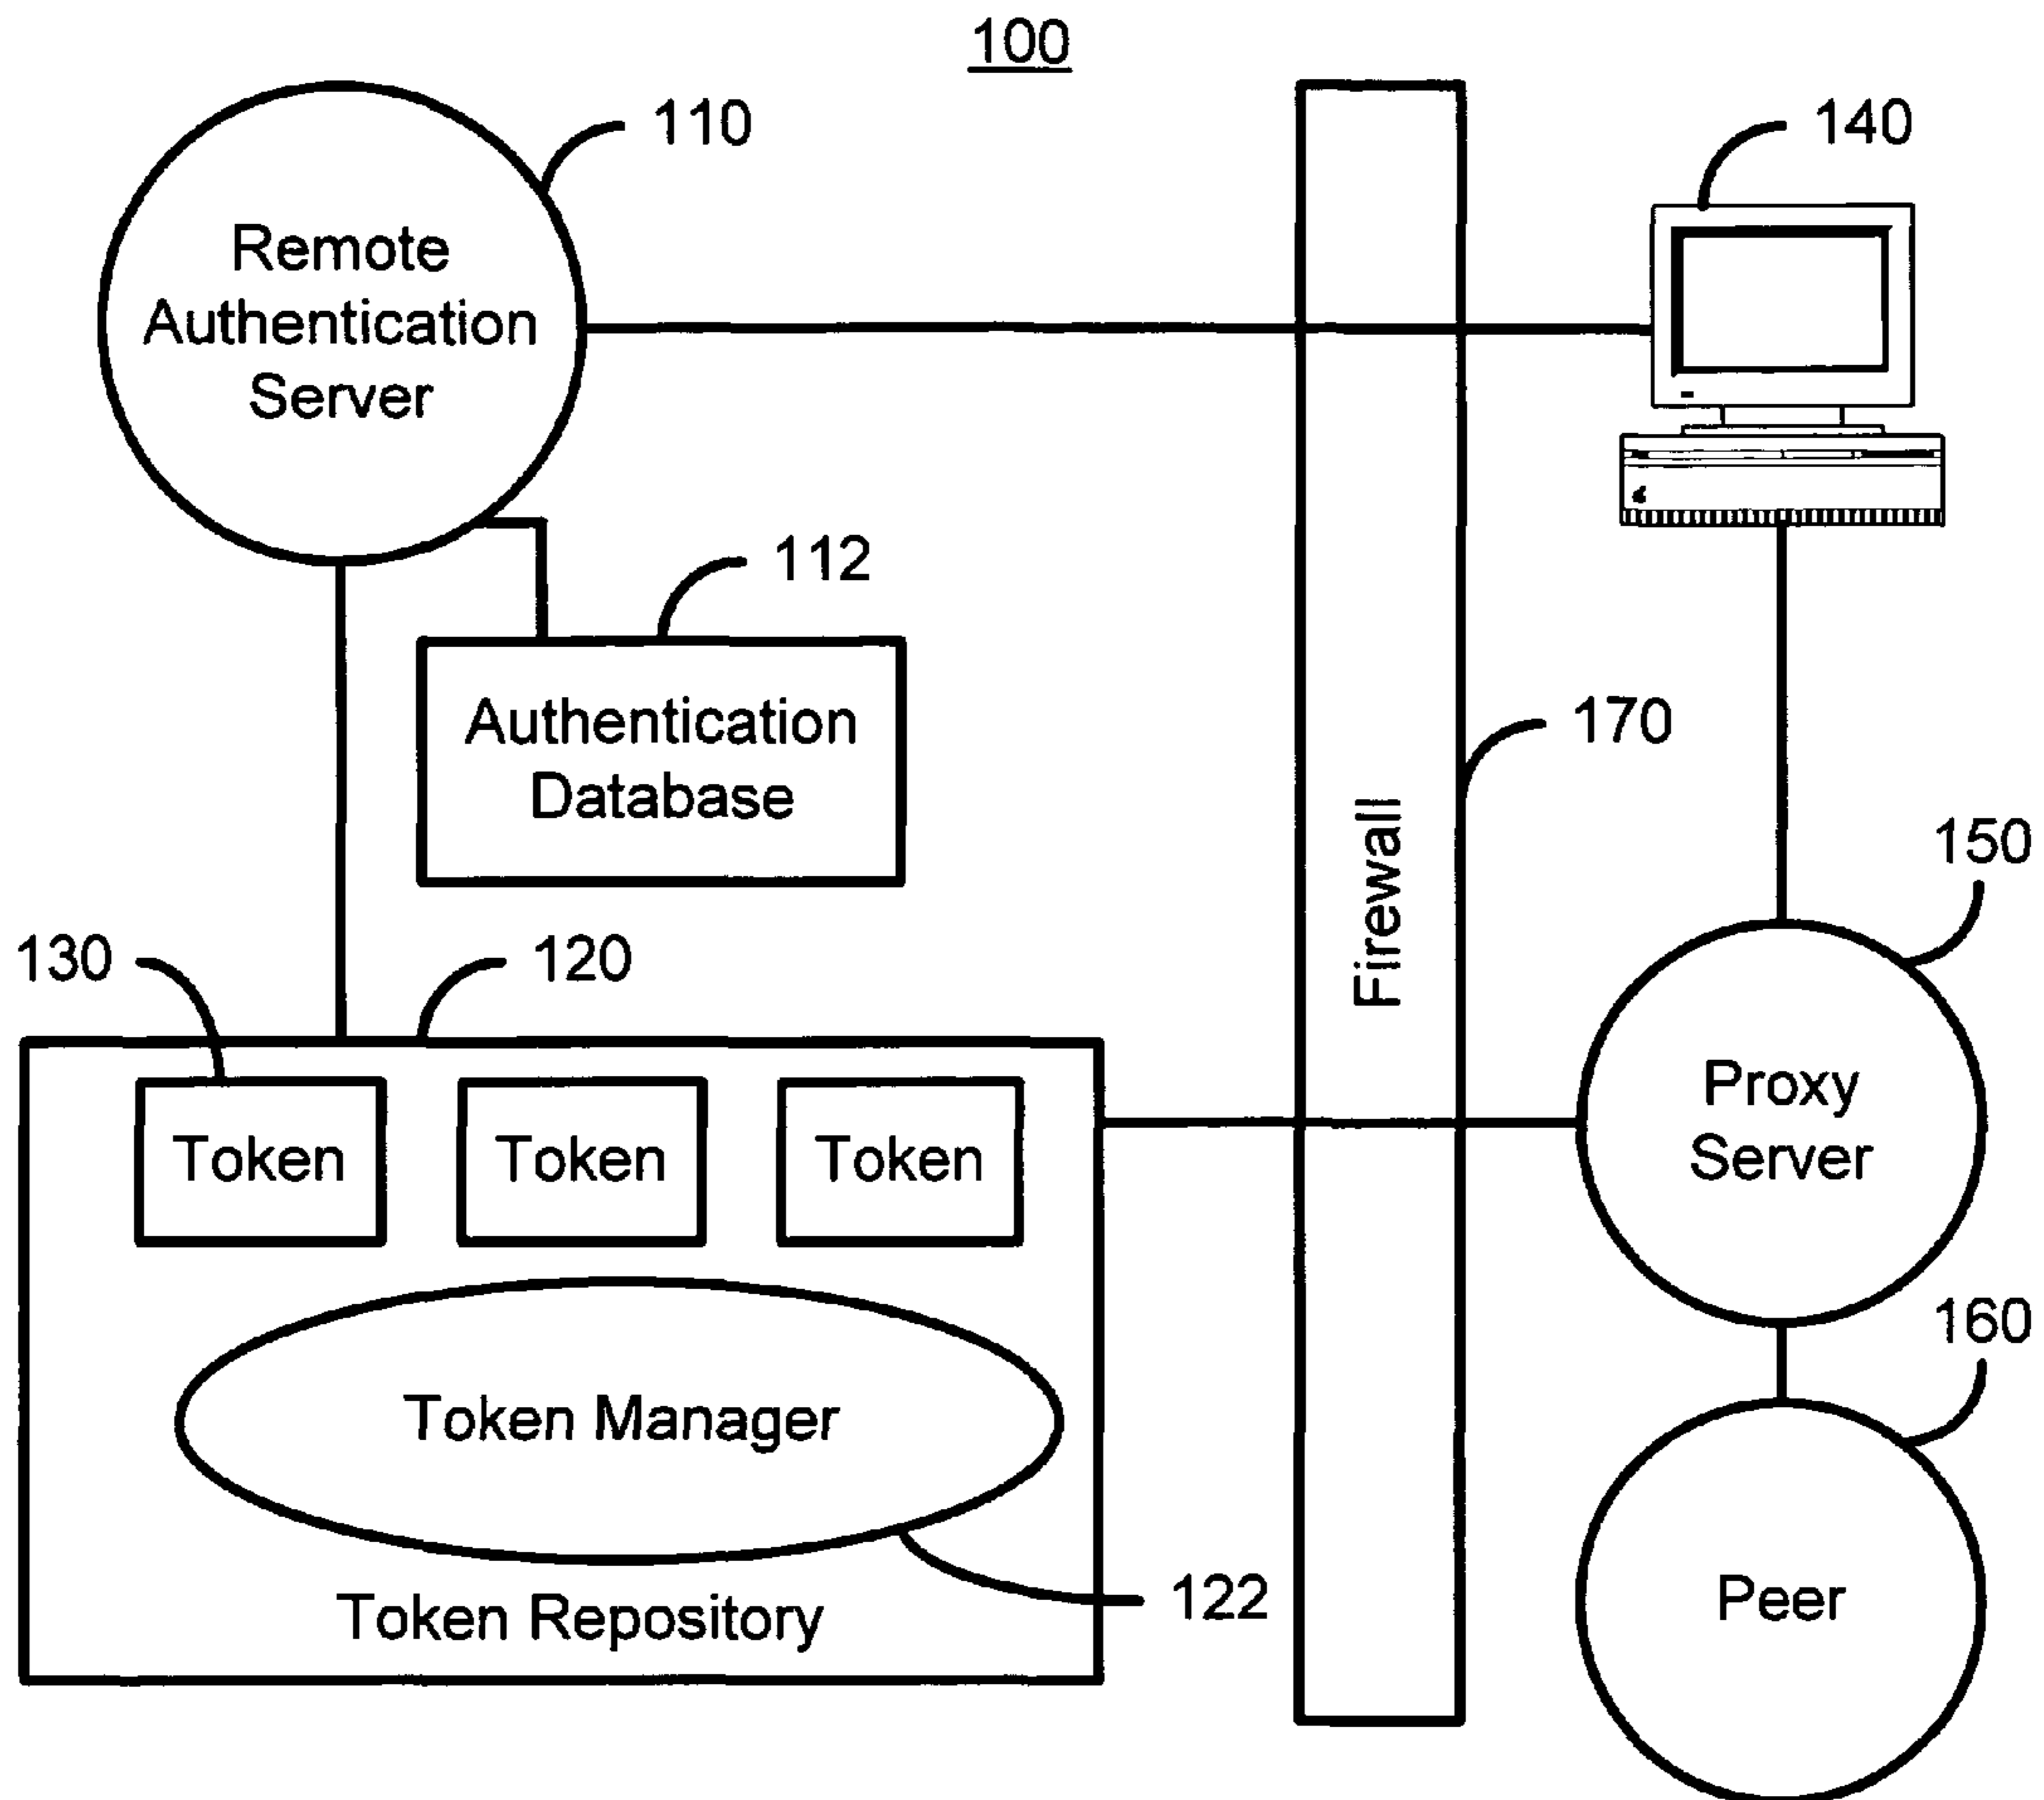 100
110
140
Remote
Authentication
Server
112
Authentication
Database
170
Firewall
150
130
120
Token
Token
Token
Proxy
Server
Token Manager
160
122
Token Repository
Peer